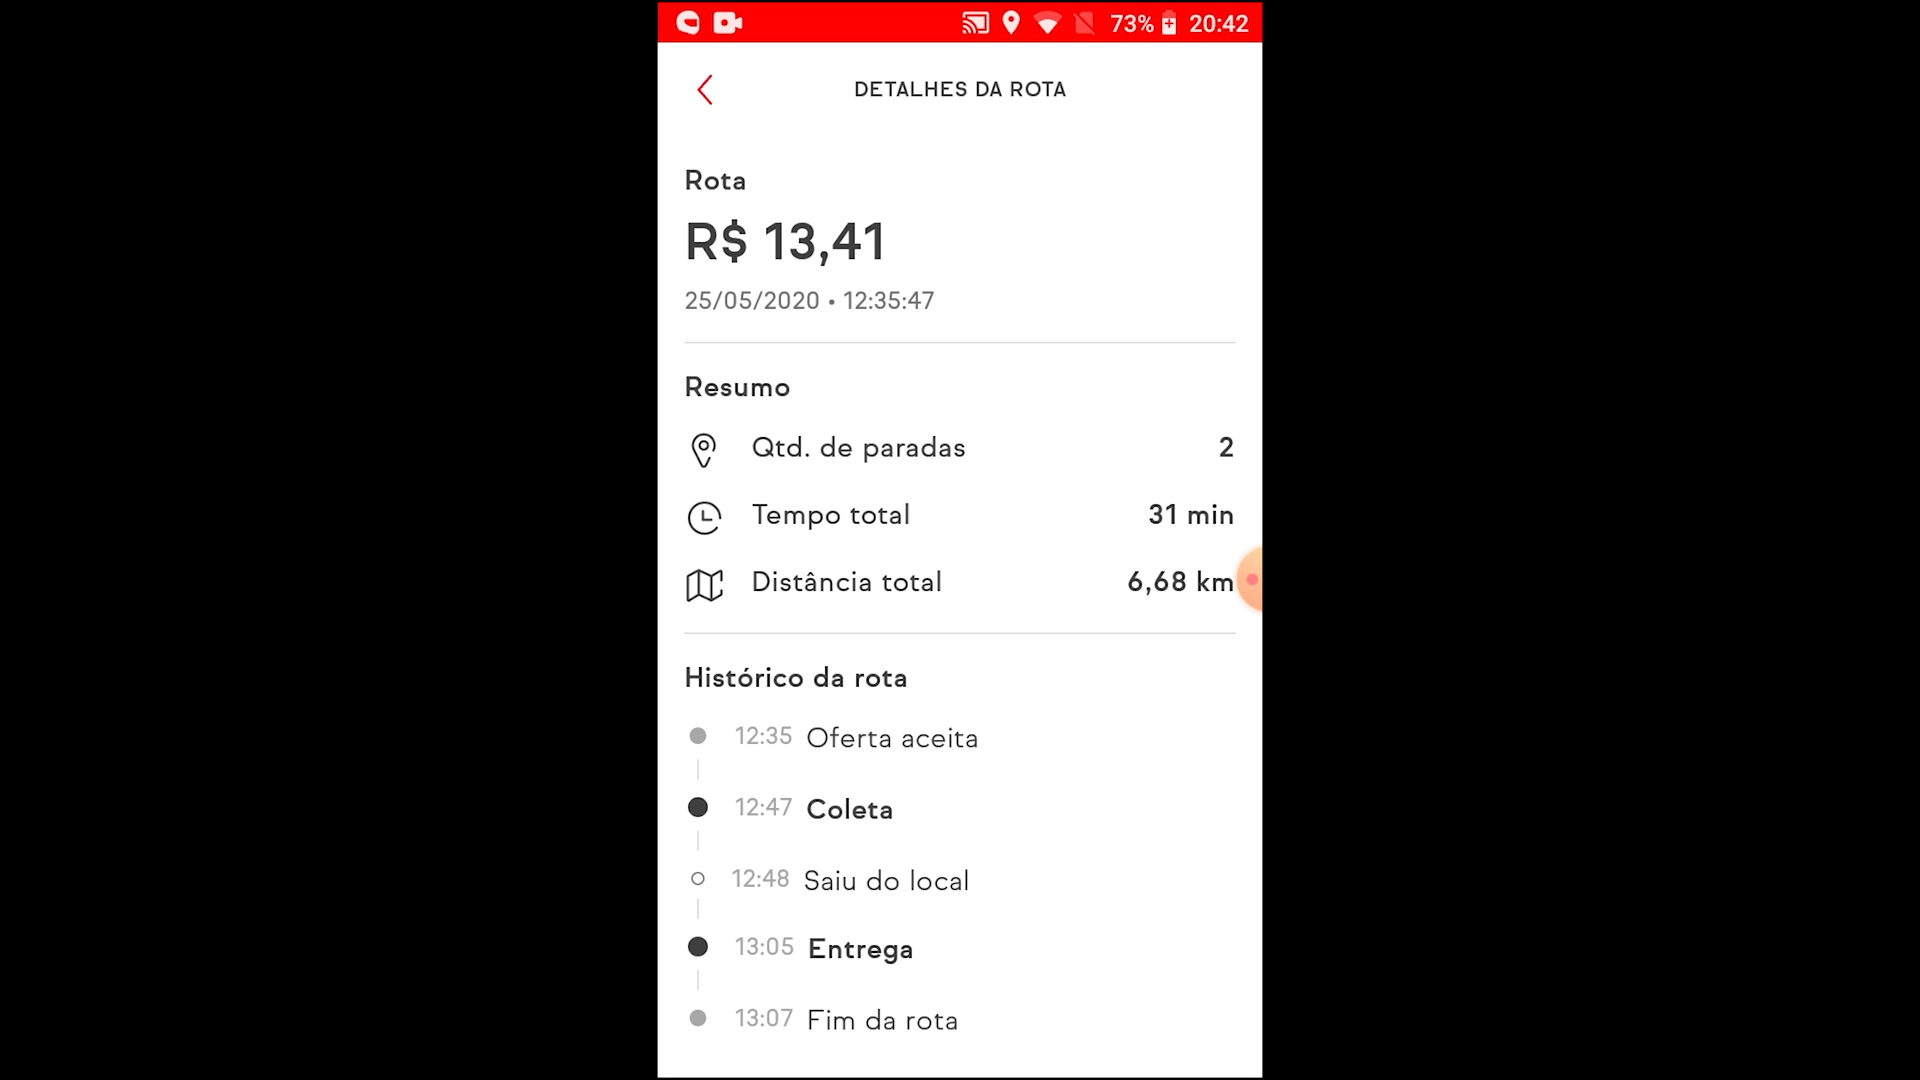 73% 20:42
DETALHES DA ROTA
Rota
R$ 13,41
25/05/2020 • 12:35:47
Resumo
Qtd. de paradas 2
Tempo total 31 min
Distância total 6,68 km
Histórico da rota
12:35 Oferta aceita
12:47 Coleta
12:48 Saiu do local
13:05 Entrega
13:07 Fim da rota